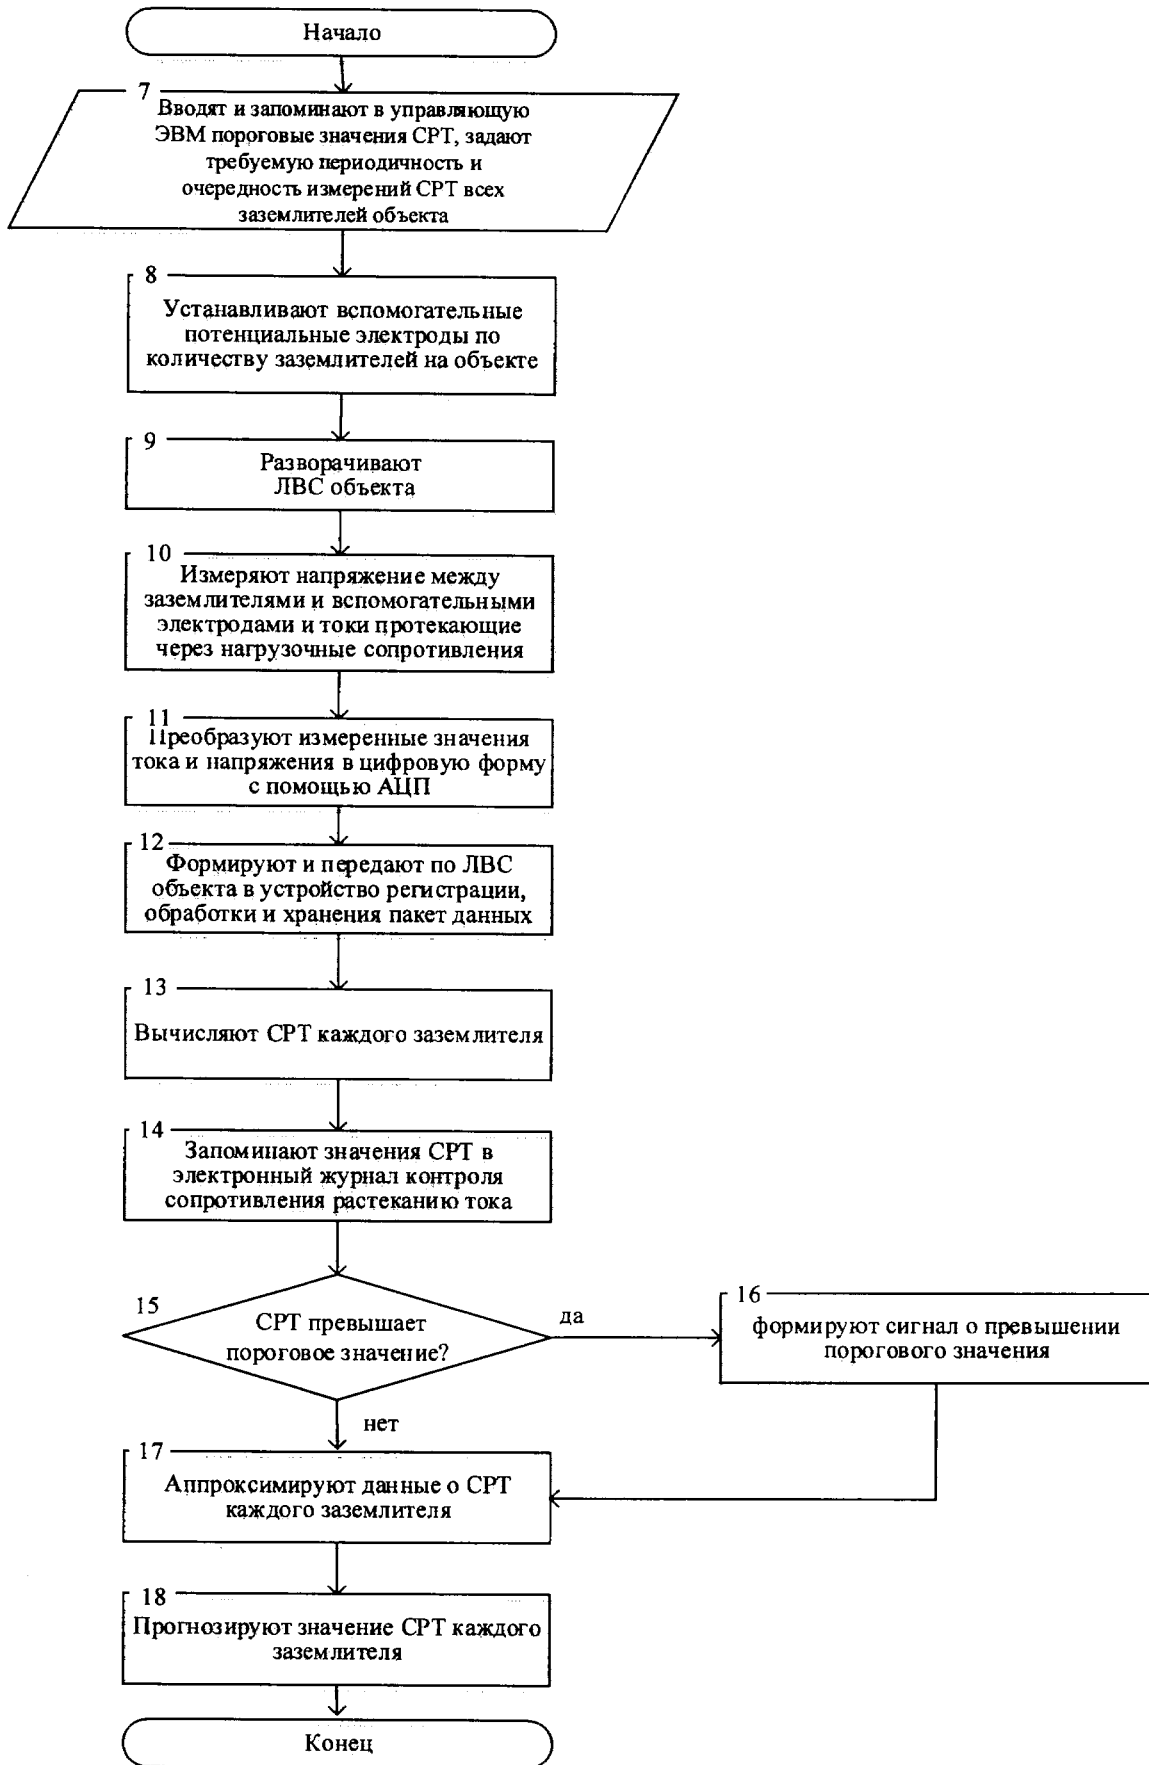 Начало
7
Вводят и запоминают в управляющую
ЭВМ пороговые значения СРТ, задают
требуемую периодичность и
очередность измерений СРТ всех
заземлителей объекта
8
Устанавливают вспомогательные
потенциальные электроды по
количеству заземлителей на объекте
9
Разворачивают
ЛВС объекта
10
Измеряют напряжение между
заземлителями и вспомогательными
электродами и токи протекающие
через нагрузочные сопротивления
11
Преобразуют измеренные значения
тока и напряжения в цифровую форму
с помощью АЦП
12
Формируют и передают по ЛВС
объекта в устройство регистрации,
обработки и хранения пакет данных
13
Вычисляют СРТ каждого заземлителя
14
Запоминают значения СРТ в
электронный журнал контроля
сопротивления растеканию тока
15
СРТ превышает
пороговое значение?
да
16
формируют сигнал о превышении
порогового значения
нет
17
Аппроксимируют данные о СРТ
каждого заземлителя
18
Прогнозируют значение СРТ каждого
заземлителя
Конец